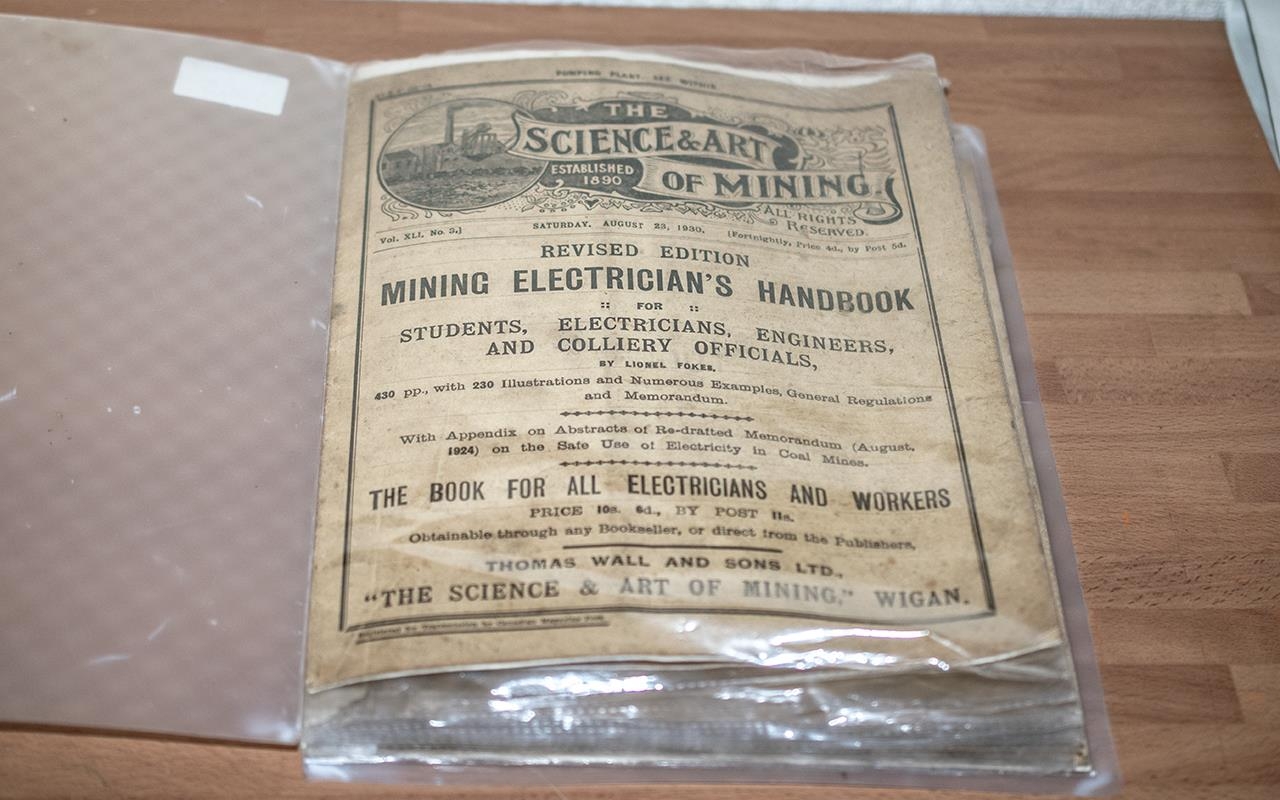 PUMPING PLANT. SEE WITHIN
THE
SCIENCE & ART
ESTABLISHED
1890
OF MINING.
ALL RIGHTS
RESERVED.
Vol. XLI. No. 3.] SATURDAY, AUGUST 23, 1930. [Fortnightly, Price 4d., by Post 5d.
REVISED EDITION
MINING ELECTRICIAN'S HANDBOOK
:: FOR ::
STUDENTS, ELECTRICIANS, ENGINEERS,
AND COLLIERY OFFICIALS,
BY LIONEL FOKES.
430 pp., with 230 Illustrations and Numerous Examples, General Regulations
and Memorandum.
With Appendix on Abstracts of Re-drafted Memorandum (August,
1924) on the Safe Use of Electricity in Coal Mines.
THE BOOK FOR ALL ELECTRICIANS AND WORKERS
PRICE 10s. 6d., BY POST 11s.
Obtainable through any Bookseller, or direct from the Publishers,
THOMAS WALL AND SONS LTD.,
"THE SCIENCE & ART OF MINING," WIGAN.